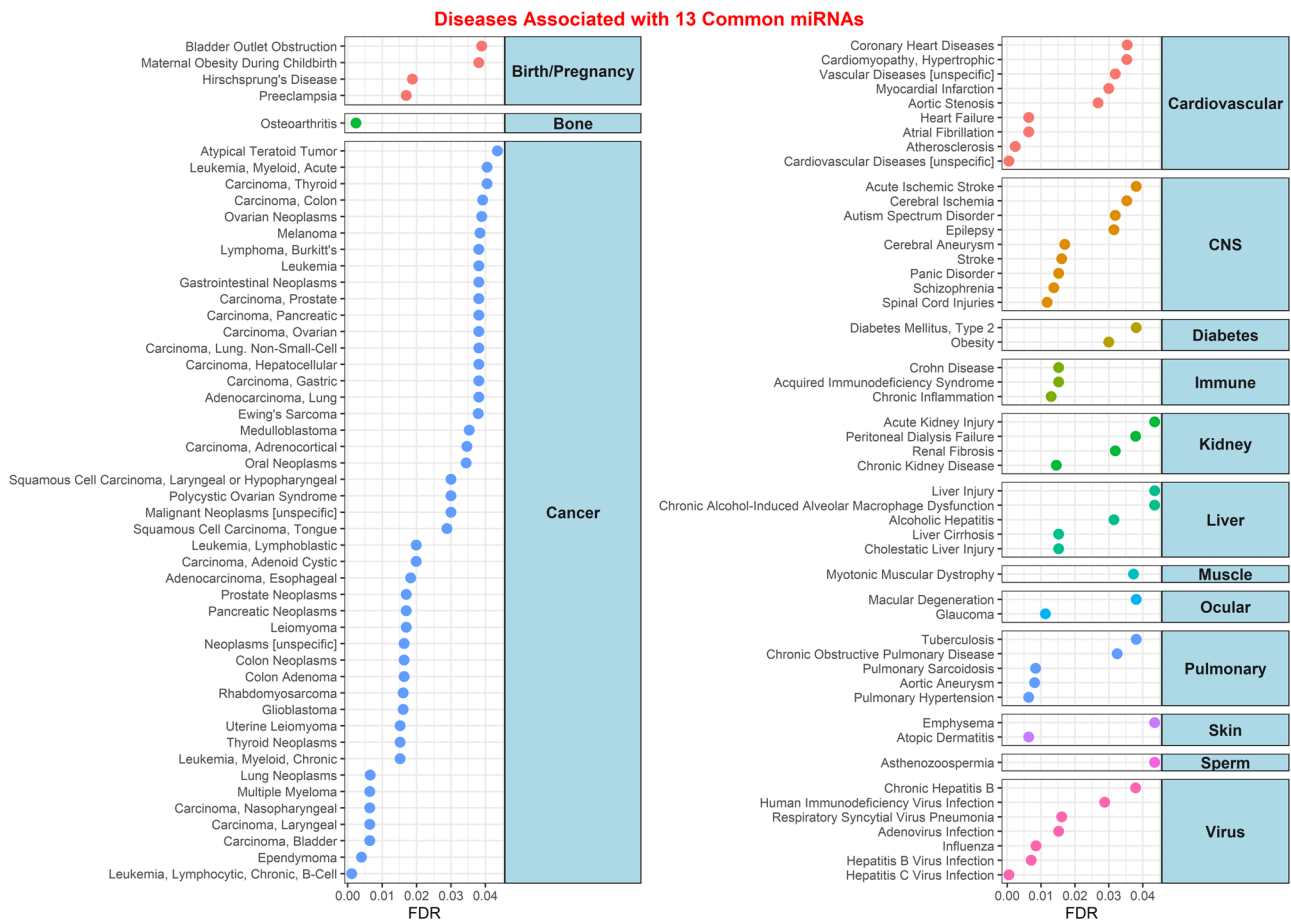 Diseases Associated with 13 Common miRNAs
Bladder Outlet Obstruction
Maternal Obesity During Childbirth
Hirschsprung's Disease
Preeclampsia
Birth/Pregnancy
Osteoarthritis
Bone
Atypical Teratoid Tumor
Leukemia, Myeloid, Acute
Carcinoma, Thyroid
Carcinoma, Colon
Ovarian Neoplasms
Melanoma
Lymphoma, Burkitt's
Leukemia
Gastrointestinal Neoplasms
Carcinoma, Prostate
Carcinoma, Pancreatic
Carcinoma, Ovarian
Carcinoma, Lung. Non-Small-Cell
Carcinoma, Hepatocellular
Carcinoma, Gastric
Adenocarcinoma, Lung
Ewing's Sarcoma
Medulloblastoma
Carcinoma, Adrenocortical
Oral Neoplasms
Squamous Cell Carcinoma, Laryngeal or Hypopharyngeal
Polycystic Ovarian Syndrome
Malignant Neoplasms [unspecific]
Squamous Cell Carcinoma, Tongue
Leukemia, Lymphoblastic
Carcinoma, Adenoid Cystic
Adenocarcinoma, Esophageal
Prostate Neoplasms
Pancreatic Neoplasms
Leiomyoma
Neoplasms [unspecific]
Colon Neoplasms
Colon Adenoma
Rhabdomyosarcoma
Glioblastoma
Uterine Leiomyoma
Thyroid Neoplasms
Leukemia, Myeloid, Chronic
Lung Neoplasms
Multiple Myeloma
Carcinoma, Nasopharyngeal
Carcinoma, Laryngeal
Carcinoma, Bladder
Ependymoma
Leukemia, Lymphocytic, Chronic, B-Cell
Cancer
0.00 0.01 0.02 0.03 0.04
FDR
Coronary Heart Diseases
Cardiomyopathy, Hypertrophic
Vascular Diseases [unspecific]
Myocardial Infarction
Aortic Stenosis
Heart Failure
Atrial Fibrillation
Atherosclerosis
Cardiovascular Diseases [unspecific]
Cardiovascular
Acute Ischemic Stroke
Cerebral Ischemia
Autism Spectrum Disorder
Epilepsy
Cerebral Aneurysm
Stroke
Panic Disorder
Schizophrenia
Spinal Cord Injuries
CNS
Diabetes Mellitus, Type 2
Obesity
Diabetes
Crohn Disease
Acquired Immunodeficiency Syndrome
Chronic Inflammation
Immune
Acute Kidney Injury
Peritoneal Dialysis Failure
Renal Fibrosis
Chronic Kidney Disease
Kidney
Liver Injury
Chronic Alcohol-Induced Alveolar Macrophage Dysfunction
Alcoholic Hepatitis
Liver Cirrhosis
Cholestatic Liver Injury
Liver
Myotonic Muscular Dystrophy
Muscle
Macular Degeneration
Glaucoma
Ocular
Tuberculosis
Chronic Obstructive Pulmonary Disease
Pulmonary Sarcoidosis
Aortic Aneurysm
Pulmonary Hypertension
Pulmonary
Emphysema
Atopic Dermatitis
Skin
Asthenozoospermia
Sperm
Chronic Hepatitis B
Human Immunodeficiency Virus Infection
Respiratory Syncytial Virus Pneumonia
Adenovirus Infection
Influenza
Hepatitis B Virus Infection
Hepatitis C Virus Infection
Virus
0.00 0.01 0.02 0.03 0.04
FDR